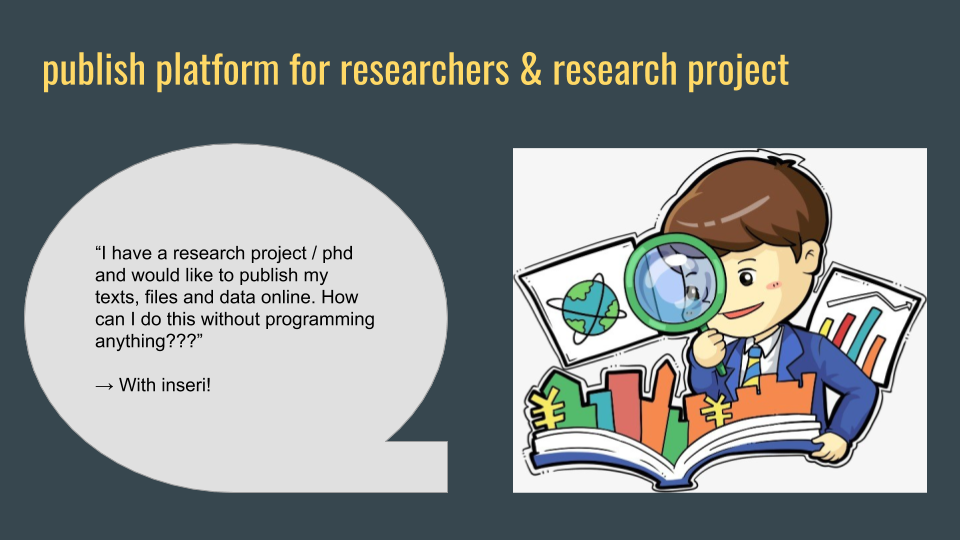 publish platform for researchers & research project
“I have a research project / phd
and would like to publish my
texts, files and data online. How
can I do this without programming
anything???”
→ With inseri!
¥
¥